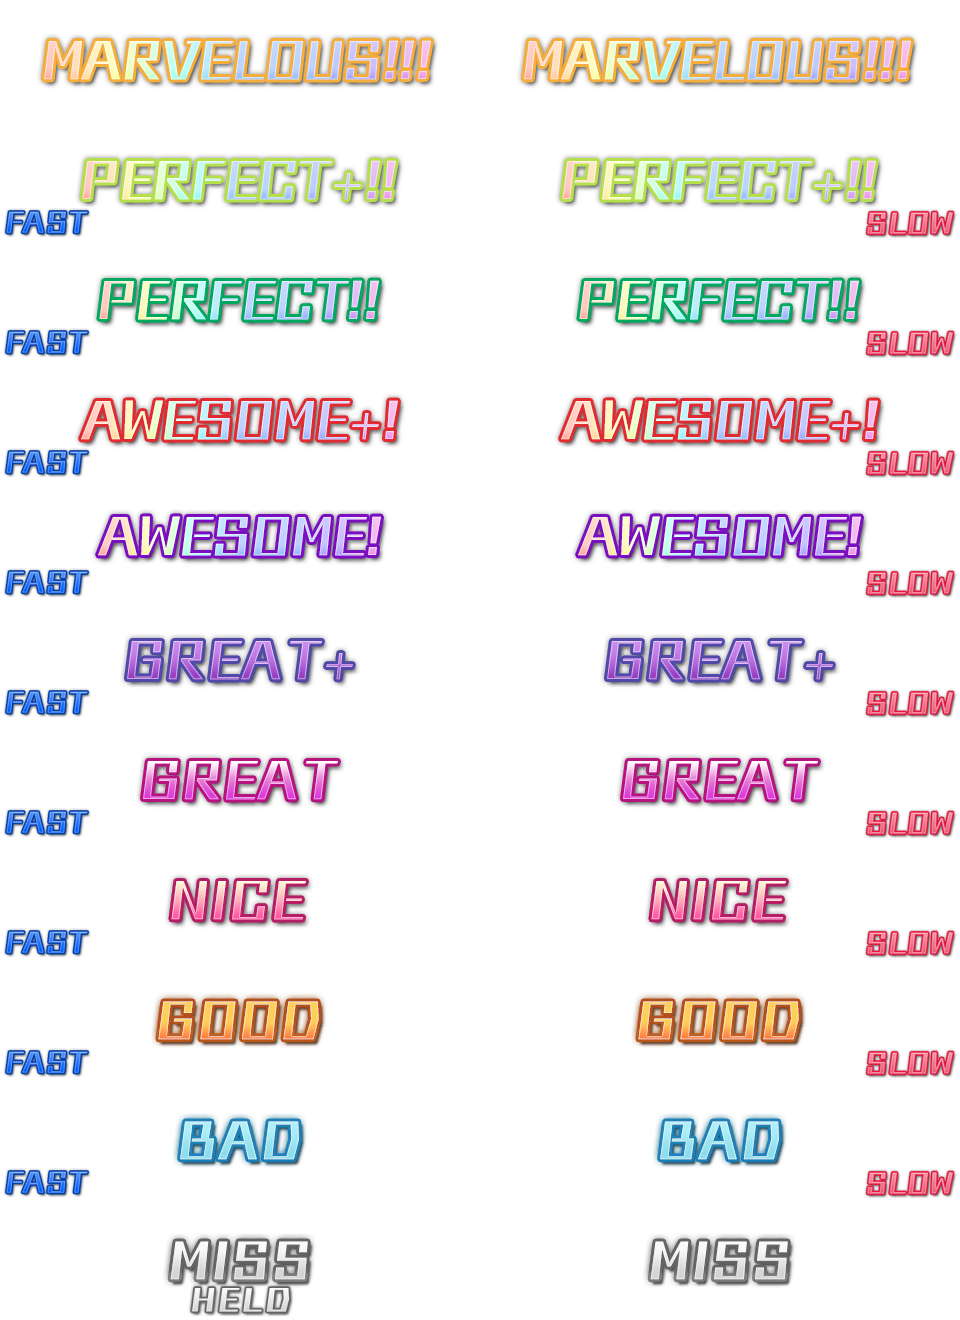 MARVELOUS!!! MARVELOUS!!!
PERFECT+!! PERFECT+!!
FAST SLOW
PERFECT!! PERFECT!!
FAST SLOW
AWESOME+! AWESOME+!
FAST SLOW
AWESOME! AWESOME!
FAST SLOW
GREAT+ GREAT+
FAST SLOW
GREAT GREAT
FAST SLOW
NICE NICE
FAST SLOW
GOOD GOOD
FAST SLOW
BAD BAD
FAST SLOW
MISS MISS
HELD